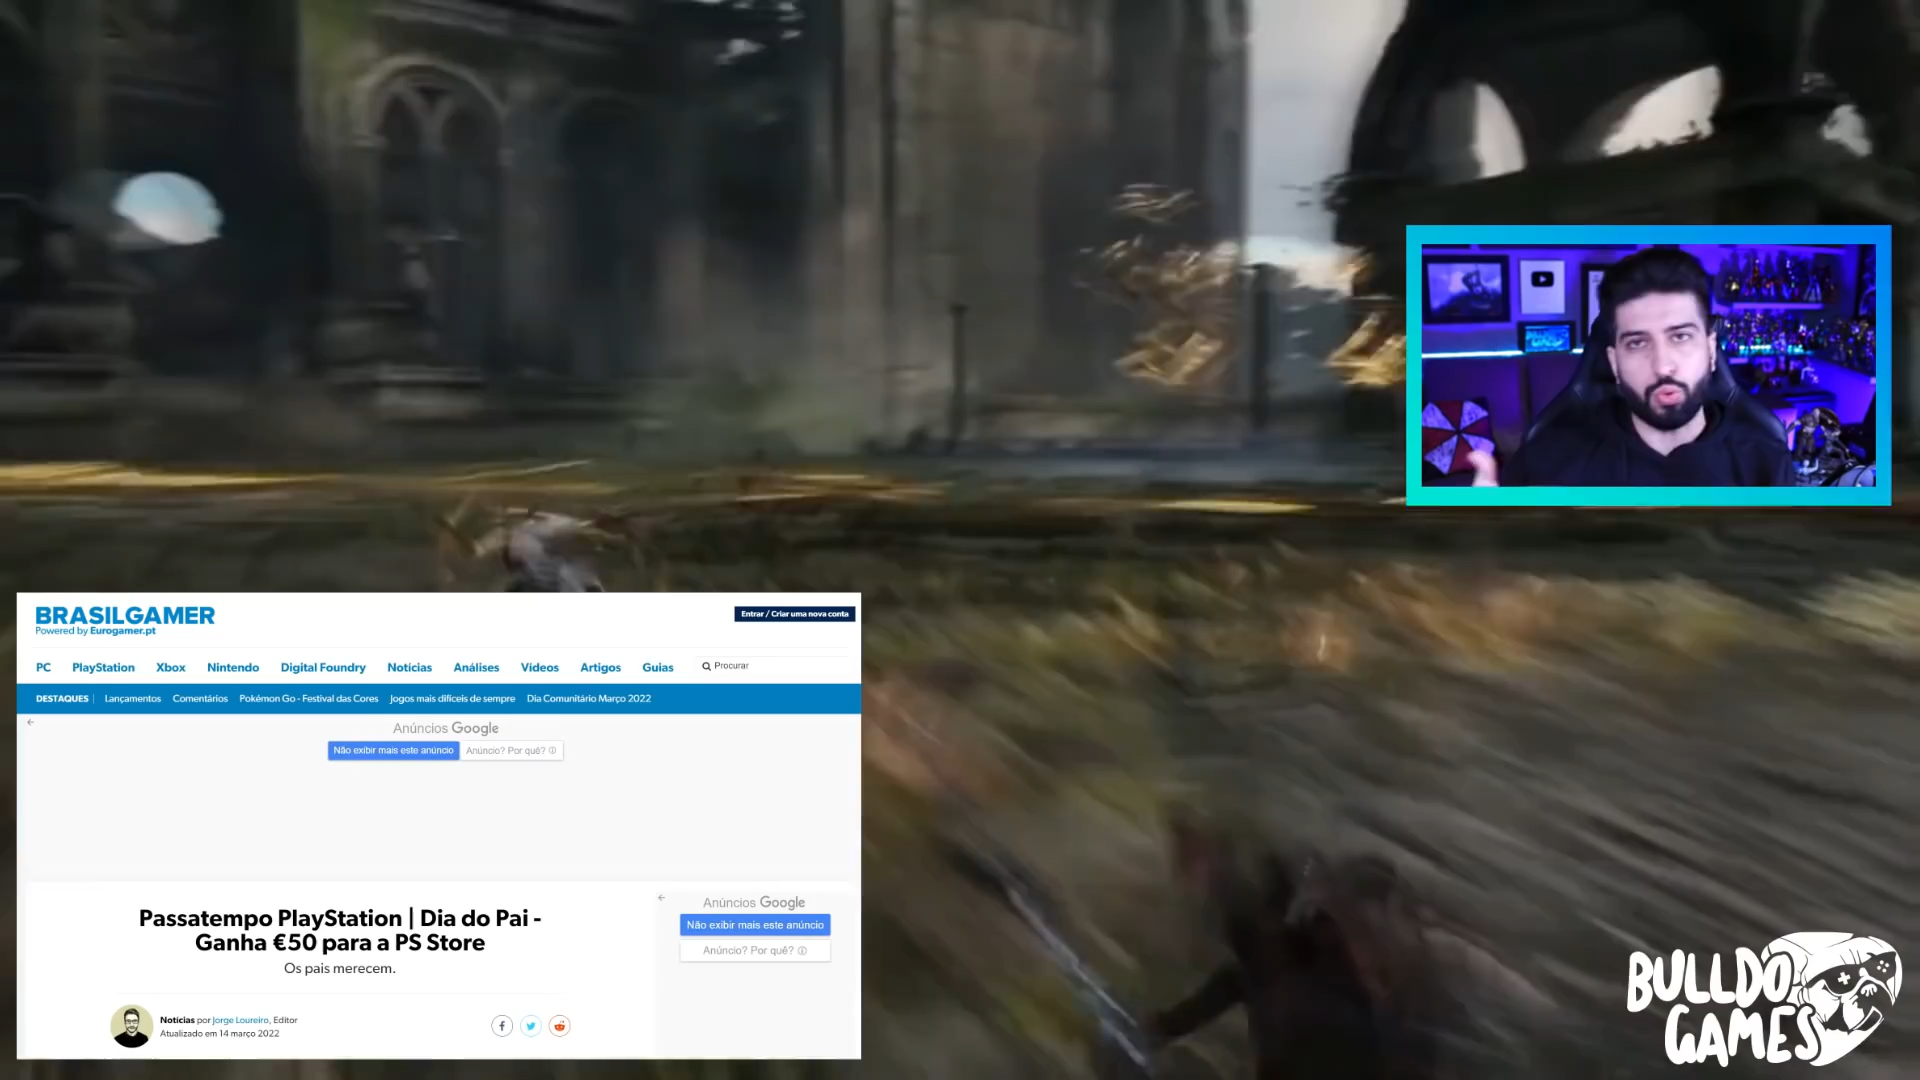 BRASILGAMER
Powered by Eurogamer.pt
Entrar / Criar uma nova conta
PC PlayStation Xbox Nintendo Digital Foundry Notícias Análises Vídeos Artigos Guias Procurar
DESTAQUES | Lançamentos Comentários Pokémon Go - Festival das Cores Jogos mais difíceis de sempre Dia Comunitário Março 2022
Anúncios Google
Não exibir mais este anúncio Anúncio? Por quê?
Passatempo PlayStation | Dia do Pai -
Ganha €50 para a PS Store
Os pais merecem.
Notícias por Jorge Loureiro, Editor
Atualizado em 14 março 2022
Anúncios Google
Não exibir mais este anúncio
Anúncio? Por quê?
BULLDOG
GAMES